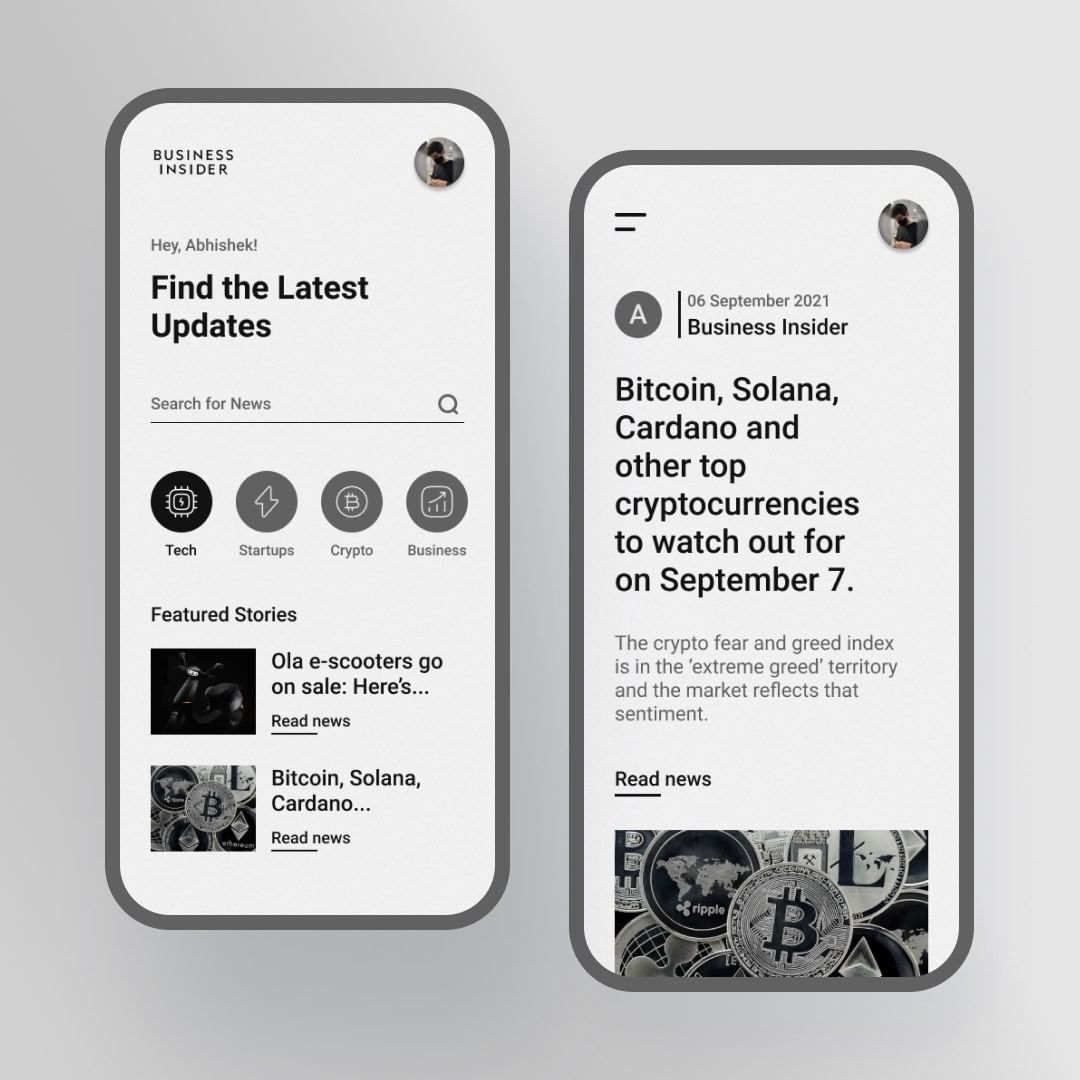 BUSINESS
INSIDER
Hey, Abhishek!
Find the Latest
Updates
Search for News
Tech
Startups
Crypto
Business
Featured Stories
Ola e-scooters go
on sale: Here's...
Read news
ripple
ethereum
Bitcoin, Solana,
Cardano...
Read news
A
06 September 2021
Business Insider
Bitcoin, Solana,
Cardano and
other top
cryptocurrencies
to watch out for
on September 7.
The crypto fear and greed index
is in the ‘extreme greed’ territory
and the market reflects that
sentiment.
Read news
ripple